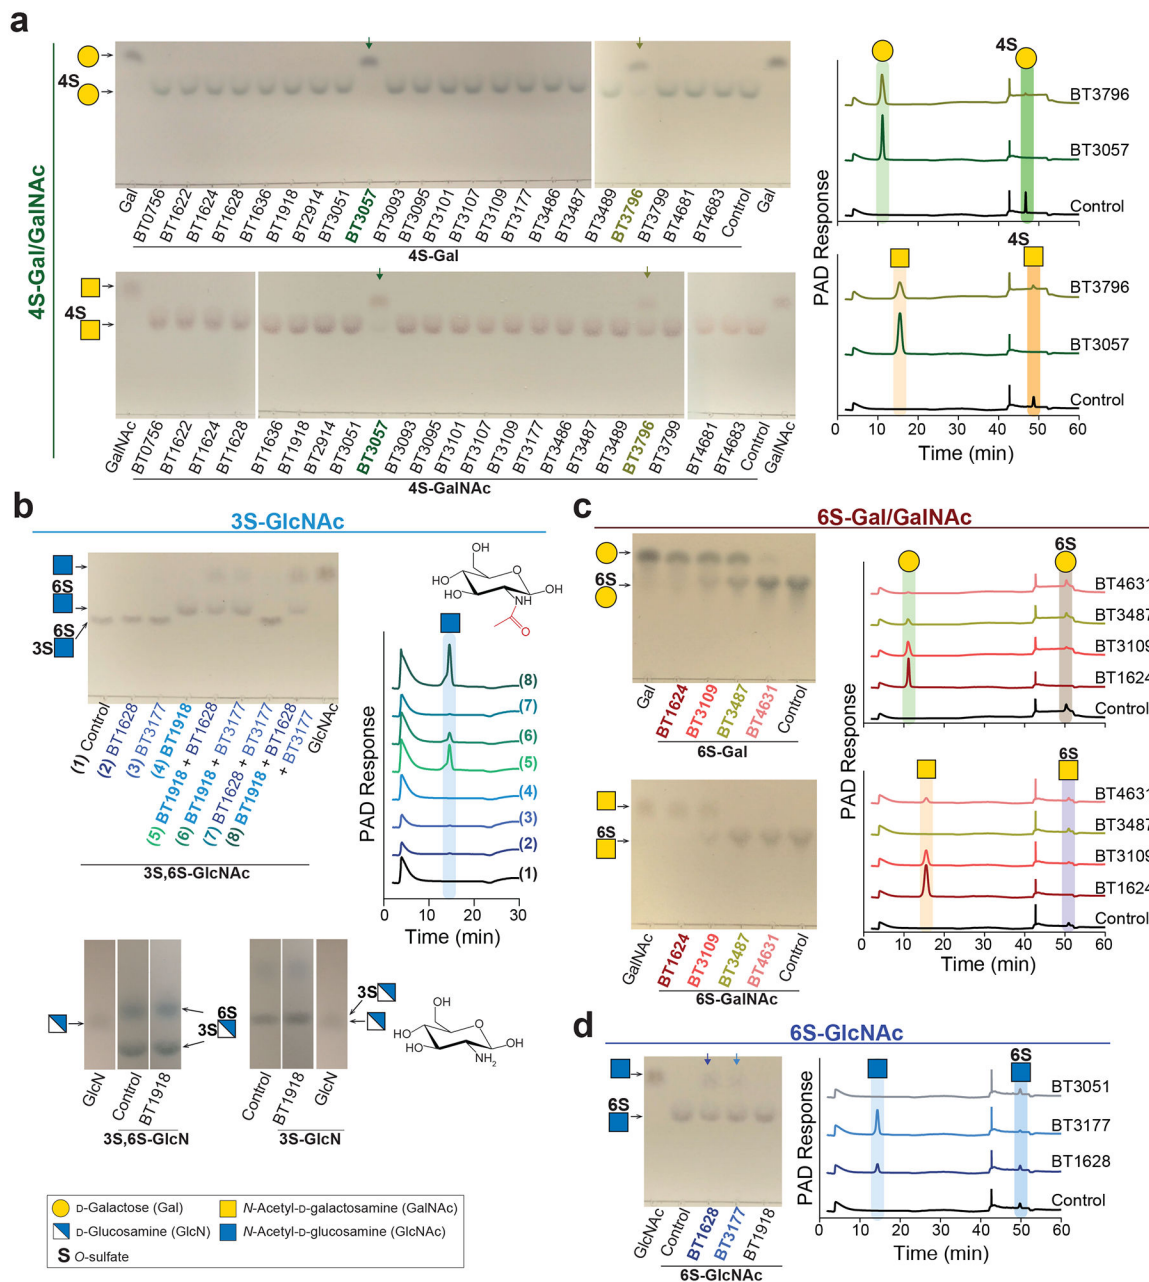 a
4S-Gal/GalNAc
4S
Gal
BT0756
BT1622
BT1624
BT1628
BT1636
BT1918
BT2914
BT3051
BT3057
BT3093
BT3095
BT3101
BT3107
BT3109
BT3177
BT3486
BT3487
BT3489
BT3796
BT3799
BT4681
BT4683
Control
Gal
4S-Gal
4S
GalNAc
BT0756
BT1622
BT1624
BT1628
BT1636
BT1918
BT2914
BT3051
BT3057
BT3093
BT3095
BT3101
BT3107
BT3109
BT3177
BT3486
BT3487
BT3489
BT3796
BT3799
BT4681
BT4683
Control
GalNAc
4S-GalNAc
4S
BT3796
BT3057
Control
4S
BT3796
BT3057
Control
PAD Response
0 10 20 30 40 50 60
Time (min)
b
3S-GlcNAc
6S
6S
3S
(1) Control
(2) BT1628
(3) BT3177
(4) BT1918
(5) BT1918 + BT1628
(6) BT1918 + BT3177
(7) BT1628 + BT3177
(8) BT1918 + BT1628
+ BT3177
GlcNAc
3S,6S-GlcNAc
OH
HO
HO
O
OH
NH
O
(8)
(7)
(6)
(5)
(4)
(3)
(2)
(1)
PAD Response
0 10 20 30
Time (min)
6S
3S
GlcN
Control
BT1918
3S,6S-GlcN
3S
Control
BT1918
GlcN
3S-GlcN
OH
HO
HO
O
OH
NH2
c
6S-Gal/GalNAc
6S
Gal
BT1624
BT3109
BT3487
BT4631
Control
6S-Gal
6S
GalNAc
BT1624
BT3109
BT3487
BT4631
Control
6S-GalNAc
6S
BT4631
BT3487
BT3109
BT1624
Control
6S
BT4631
BT3487
BT3109
BT1624
Control
PAD Response
0 10 20 30 40 50 60
Time (min)
d
6S-GlcNAc
6S
GlcNAc
Control
BT1628
BT3177
BT1918
6S-GlcNAc
6S
BT3051
BT3177
BT1628
Control
PAD Response
0 10 20 30 40 50 60
Time (min)
D-Galactose (Gal)
N-Acetyl-D-galactosamine (GalNAc)
D-Glucosamine (GlcN)
N-Acetyl-D-glucosamine (GlcNAc)
S O-sulfate